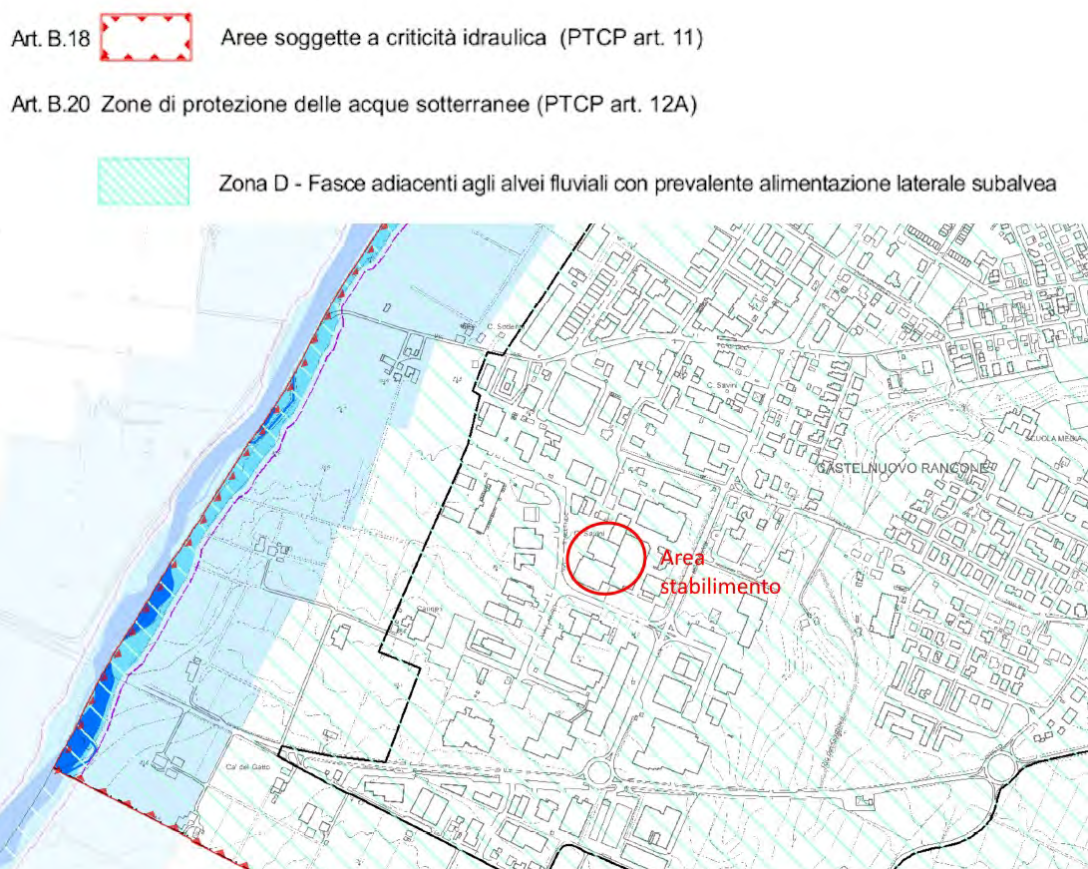 Art. B.18 Aree soggette a criticità idraulica (PTCP art. 11)
Art. B.20 Zone di protezione delle acque sotterranee (PTCP art. 12A)
Zona D - Fasce adiacenti agli alvei fluviali con prevalente alimentazione laterale subalvea
C. Savini
SCUOLA MEDIA
CASTELNUOVO RANGONE
Area
stabilimento
Ca' del Gatto